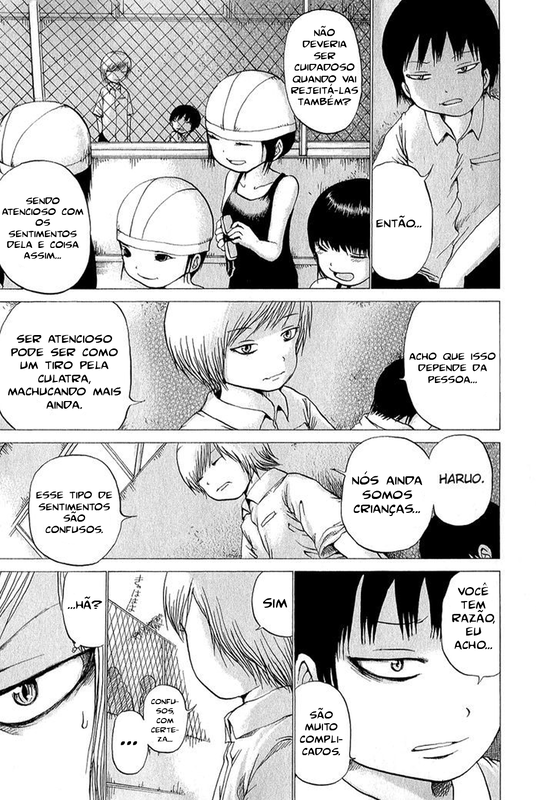 ENTÃO...
NÃO
DEVERIA
SER
CUIDADOSO
QUANDO VAI
REJEITÁ-LAS
TAMBÉM?
SENDO
ATENCIOSO COM
OS
SENTIMENTOS
DELA E COISA
ASSIM...
ACHO QUE ISSO
DEPENDE DA
PESSOA...
SER ATENCIOSO
PODE SER COMO
UM TIRO PELA
CULATRA,
MACHUCANDO MAIS
AINDA.
HARUO.
NÓS AINDA
SOMOS
CRIANÇAS...
ESSE TIPO DE
SENTIMENTOS
SÃO
CONFUSOS.
VOCÊ
TEM
RAZÃO,
EU
ACHO...
SÃO
MUITO
COMPLI-
CADOS.
SIM
CONFU-
SOS,
COM
CERTE-
ZA...
...
...HÃ?